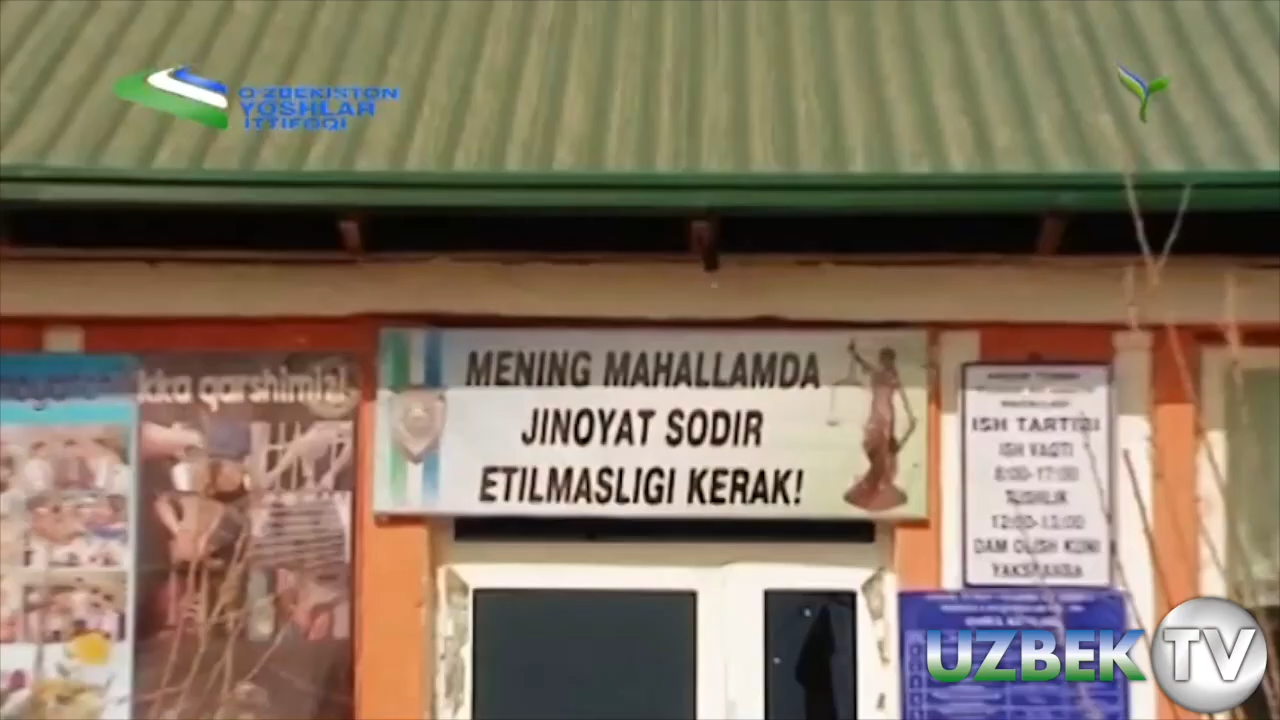 O'ZBEKISTON
YOSHLAR
ITTIFOQI
qarshimiz!
MENING MAHALLAMDA
JINOYAT SODIR
ETILMASLIGI KERAK!
ISH TARTIBI
ISH VAQTI
8:00-17:00
TUSHLIK
12:00-13:00
DAM OLISH KUNI
YAKSHANBA
UZBEK TV